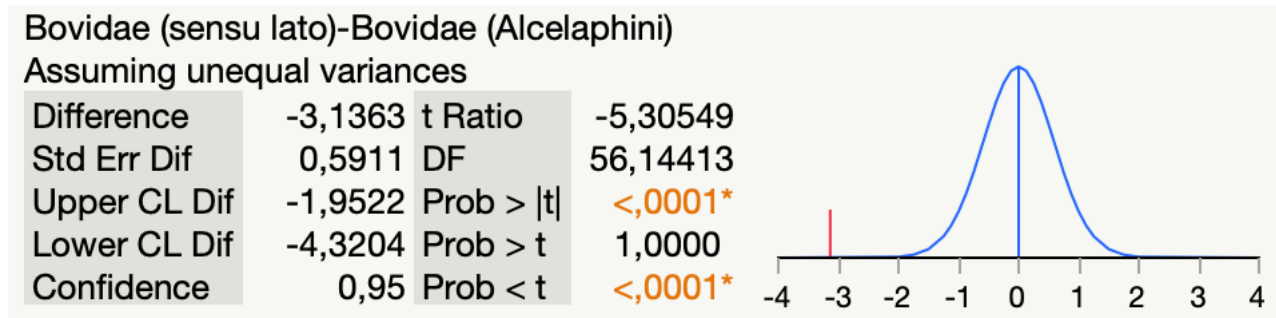 Bovidae (sensu lato)-Bovidae (Alcelaphini)
Assuming unequal variances
Difference -3,1363 t Ratio -5,30549
Std Err Dif 0,5911 DF 56,14413
Upper CL Dif -1,9522 Prob > |t| <,0001*
Lower CL Dif -4,3204 Prob > t 1,0000
Confidence 0,95 Prob < t <,0001*
-4 -3 -2 -1 0 1 2 3 4